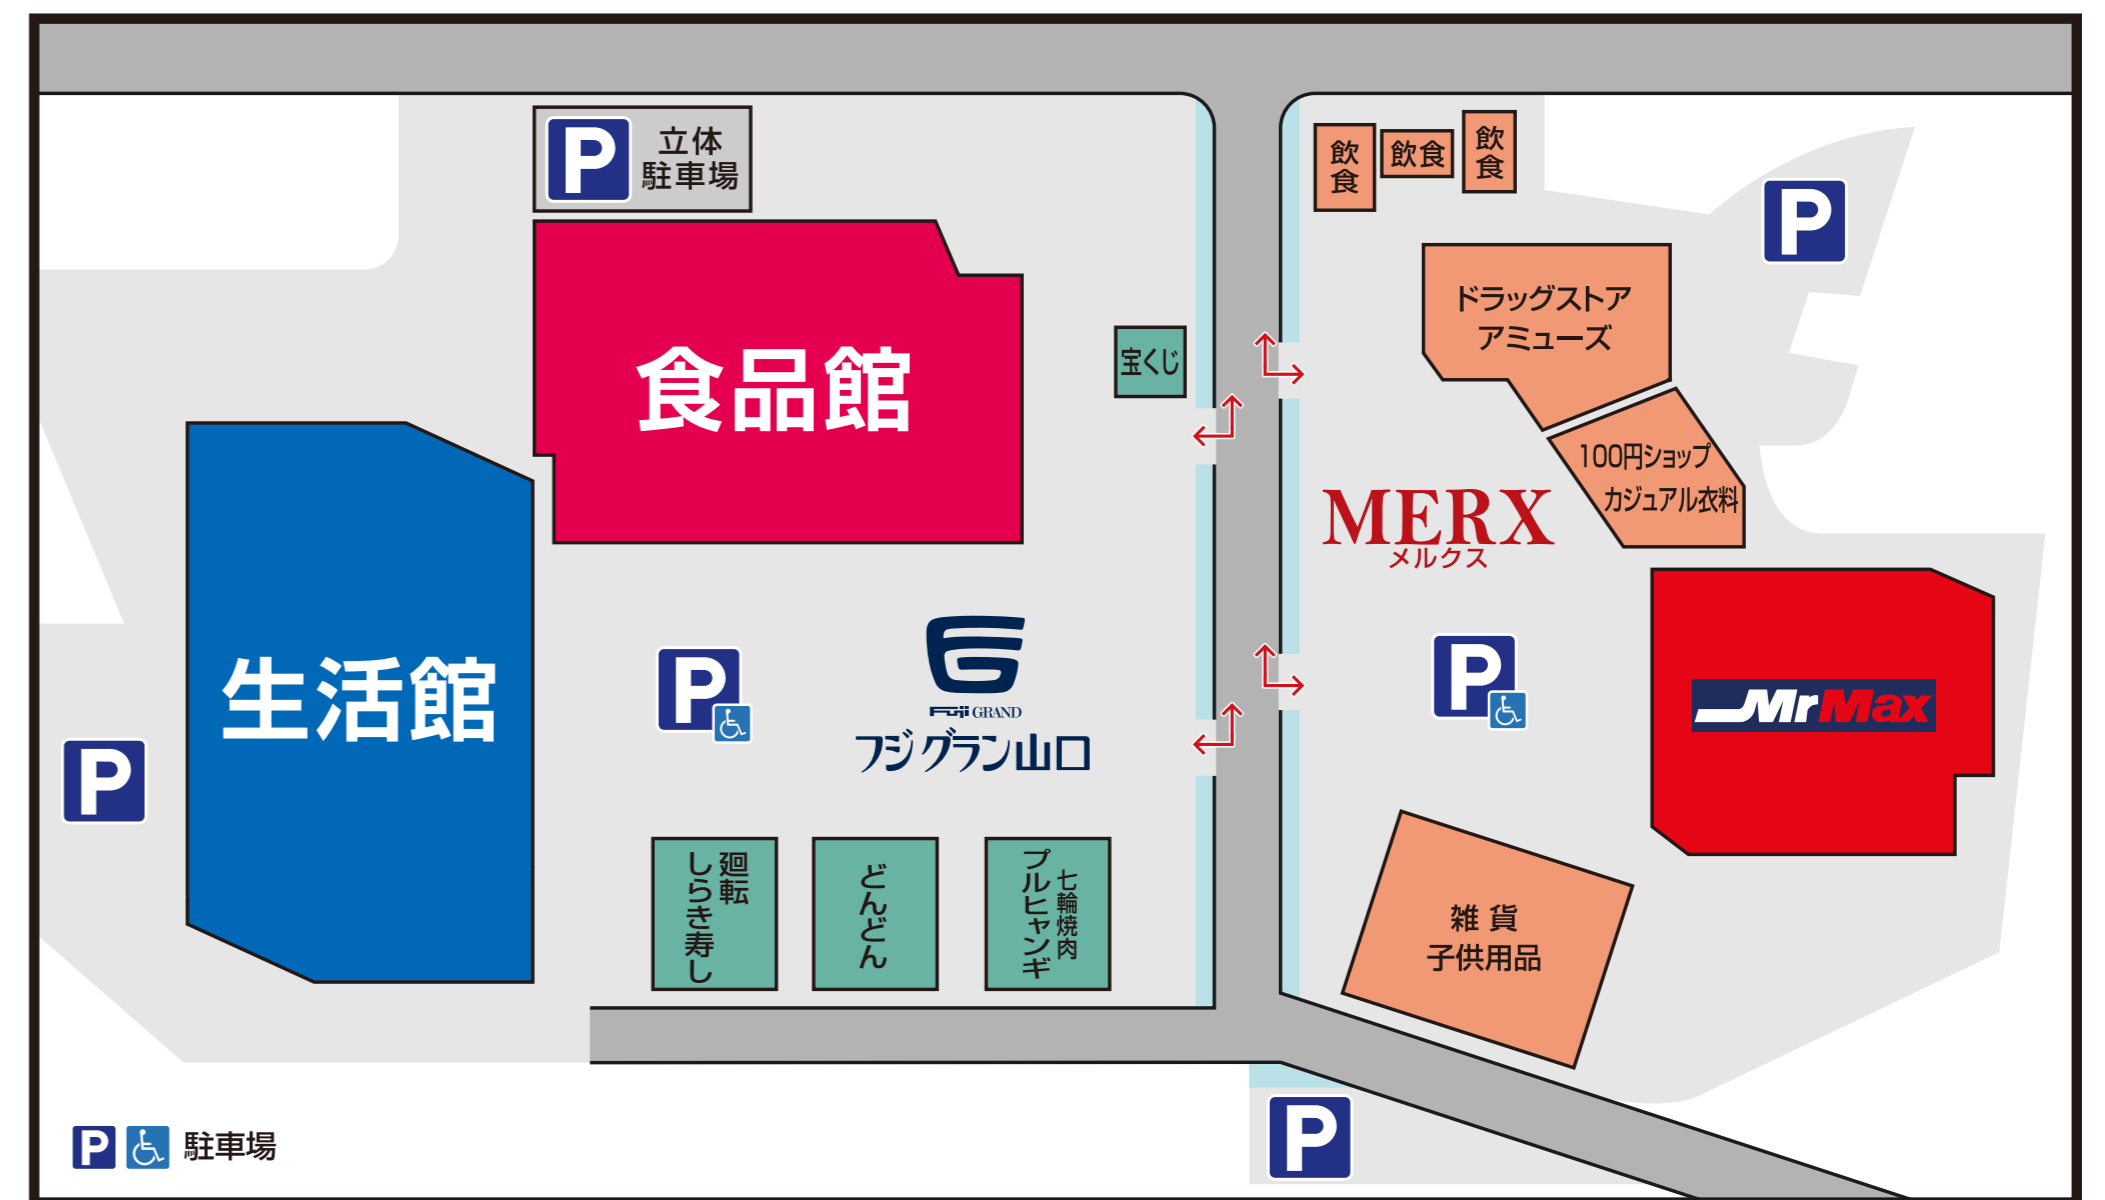 P
立体
駐車場
食品館
生活館
P
P
宝くじ
Fuji GRAND
フジグラン山口
廻転
しらき寿し
どんどん
七輪焼肉
プルヒャンギ
飲食
飲食
飲食
P
ドラッグストア
アミューズ
100円ショップ
カジュアル衣料
MERX
メルクス
P
MrMax
雑貨
子供用品
P
P 駐車場